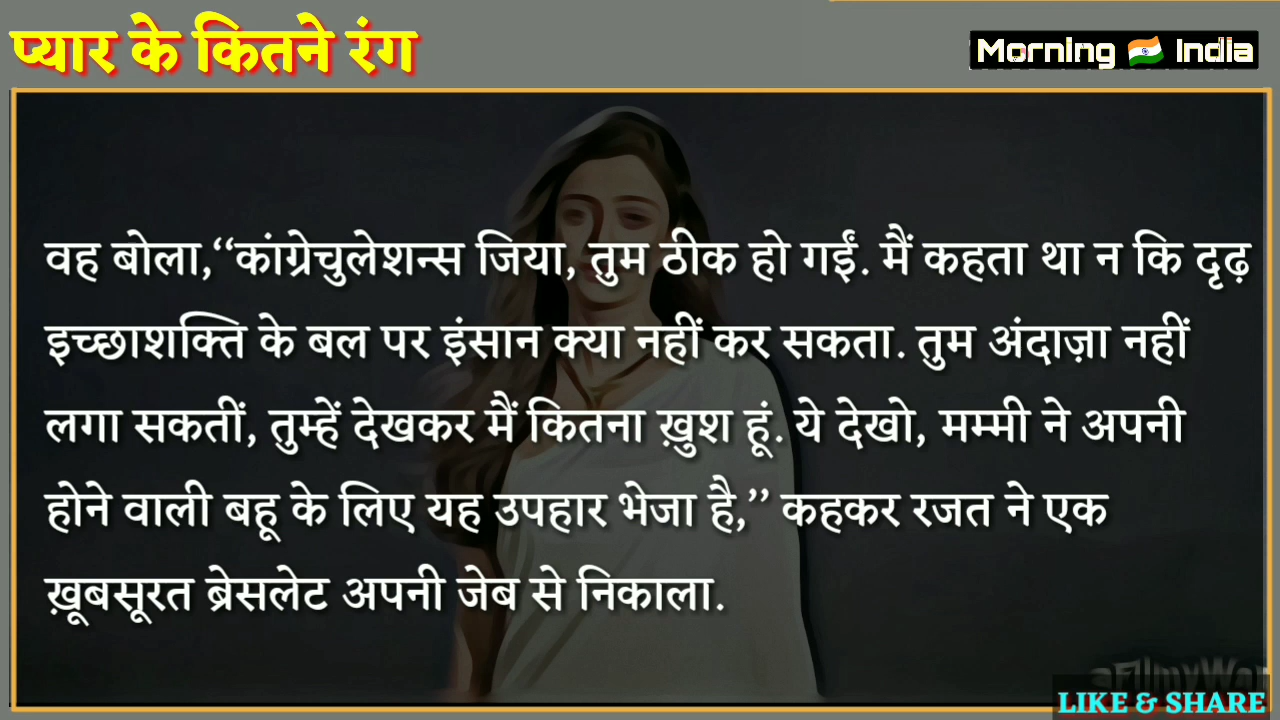 प्यार के कितने रंग
Morning India
वह बोला,‘‘कांग्रेचुलेशन्स जिया, तुम ठीक हो गईं. मैं कहता था न कि दृढ़
इच्छाशक्ति के बल पर इंसान क्या नहीं कर सकता. तुम अंदाज़ा नहीं
लगा सकतीं, तुम्हें देखकर मैं कितना ख़ुश हूं. ये देखो, मम्मी ने अपनी
होने वाली बहू के लिए यह उपहार भेजा है,’’ कहकर रजत ने एक
ख़ूबसूरत ब्रेसलेट अपनी जेब से निकाला.
LIKE & SHARE